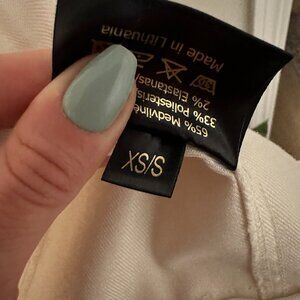 65% Medvilnė
33% Poliesteris,
2% Elastanas/
Made in Lithuania
XS/S